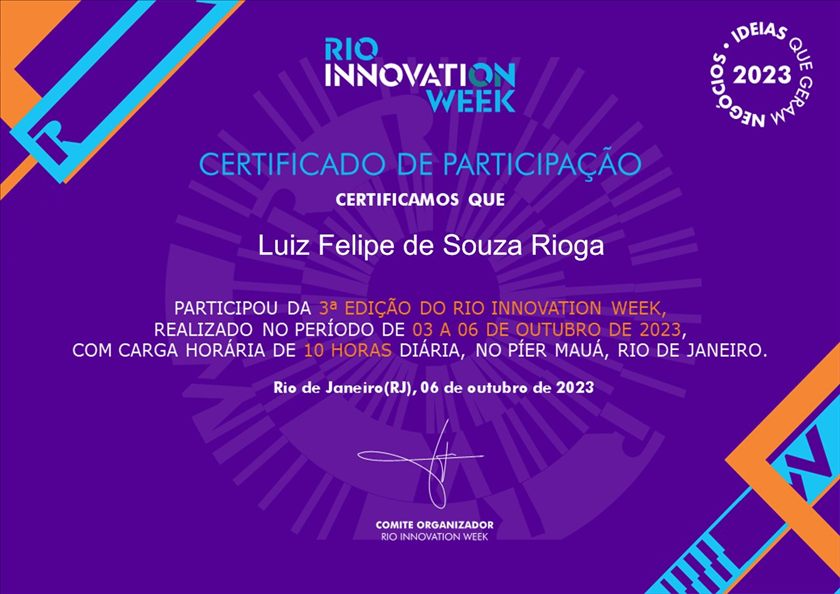 RIO
INNOVATION
WEEK
• IDEIAS QUE GERAM NEGÓCIOS
2023
CERTIFICADO DE PARTICIPAÇÃO
CERTIFICAMOS QUE
Luiz Felipe de Souza Rioga
PARTICIPOU DA 3ª EDIÇÃO DO RIO INNOVATION WEEK,
REALIZADO NO PERÍODO DE 03 A 06 DE OUTUBRO DE 2023,
COM CARGA HORÁRIA DE 10 HORAS DIÁRIA, NO PÍER MAUÁ, RIO DE JANEIRO.
Rio de Janeiro(RJ), 06 de outubro de 2023
COMITE ORGANIZADOR
RIO INNOVATION WEEK